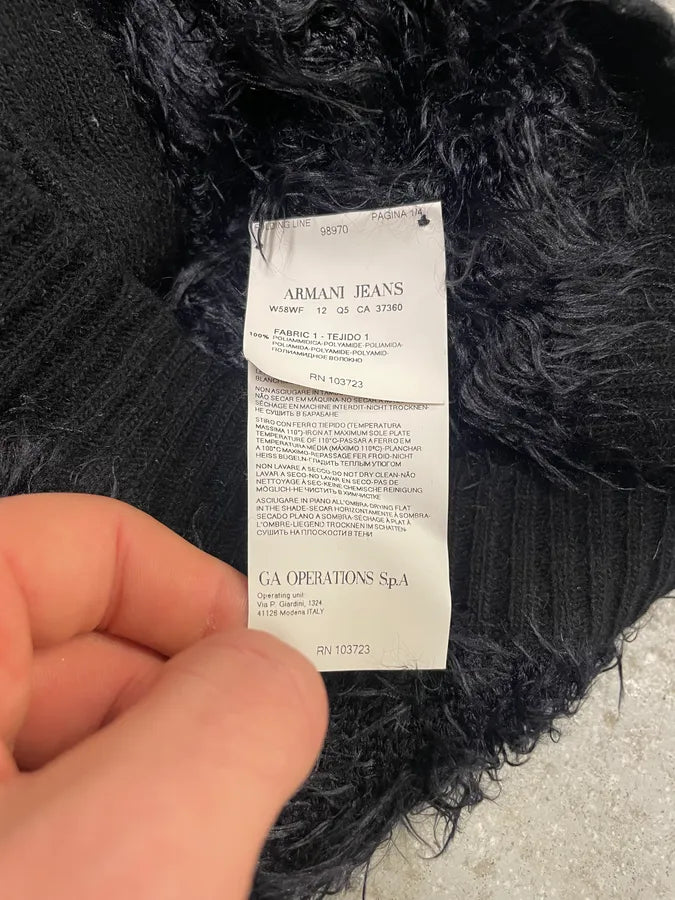 FOLDING LINE PAGINA 1/4
98970
ARMANI JEANS
W58WF 12 Q5 CA 37360
FABRIC 1 - TEJIDO 1
100% POLIAMMIDICA-POLYAMIDE-POLIAMIDA-
POLIAMIDA-POLYAMIDE-POLYAMID-
ПОЛИАМИДНОЕ ВОЛОКНО
RN 103723
NÃO SECAR EM MÁQUINA-NO SECAR A
SÉCHAGE EN MACHINE INTERDIT-NICHT TROCKNEN-
НЕ СУШИТЬ В БАРАБАНЕ
STIRO CON FERRO TIEPIDO (TEMPERATURA
MASSIMA 110°)-IRON AT MAXIMUM SOLE PLATE
TEMPERATURE OF 110°C-PASSAR A FERRO EM
TEMPERATURA MÉDIA (MÁXIMO 110ºC)-PLANCHAR
A 100°C MAXIMO-REPASSAGE FER FROID-NICHT
HEISS BÜGELN-ГЛАДИТЬ ТЕПЛЫМ УТЮГОМ
NON LAVARE A SECCO-DO NOT DRY CLEAN-NÃO
LAVAR A SECO-NO LAVAR EN SECO-PAS DE
NETTOYAGE À SEC-KEINE CHEMISCHE REINIGUNG
МОГЛИЧ-НЕ ЧИСТИТЬ В ХИМЧИСТКЕ
ASCIUGARE IN PIANO ALL'OMBRA-DRYING FLAT
IN THE SHADE-SECAR HORIZONTALMENTE À SOMBRA-
SECADO PLANO A SOMBRA-SÉCHAGE À PLAT À
L'OMBRE-LIEGEND TROCKNEN IM SCHATTEN-
СУШИТЬ НА ПЛОСКОСТИ В ТЕНИ
GA OPERATIONS S.p.A
Operating unit:
Via P. Giardini, 1324
41126 Modena ITALY
RN 103723